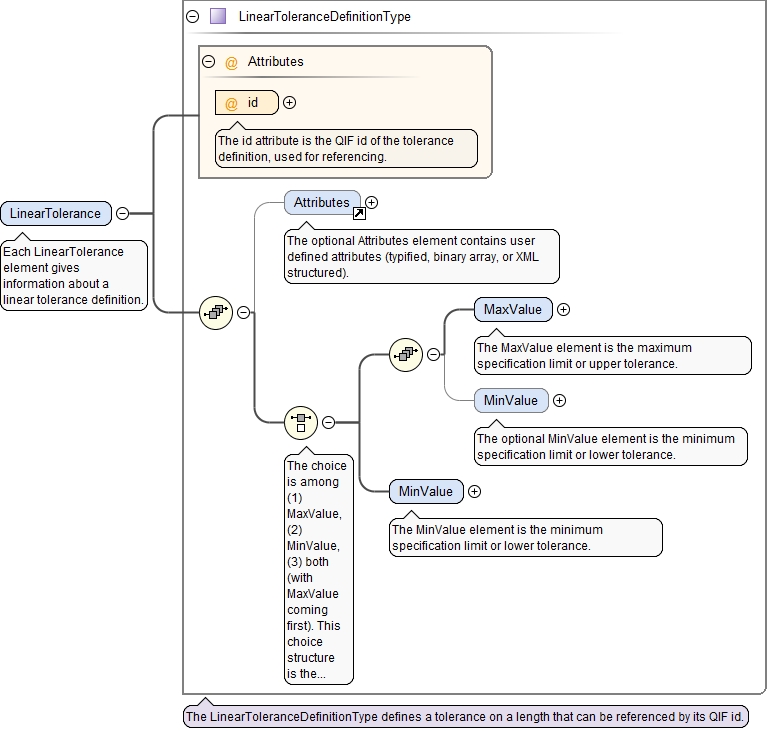 LinearToleranceDefinitionType
@ Attributes
@ id
The id attribute is the QIF id of the tolerance
definition, used for referencing.
LinearTolerance
Each LinearTolerance
element gives
information about a
linear tolerance definition.
Attributes
The optional Attributes element contains user
defined attributes (typified, binary array, or XML
structured).
MaxValue
The MaxValue element is the maximum
specification limit or upper tolerance.
MinValue
The optional MinValue element is the minimum
specification limit or lower tolerance.
The choice
is among
(1)
MaxValue,
(2)
MinValue,
(3) both
(with
MaxValue
coming
first). This
choice
structure
is the...
MinValue
The MinValue element is the minimum
specification limit or lower tolerance.
The LinearToleranceDefinitionType defines a tolerance on a length that can be referenced by its QIF id.